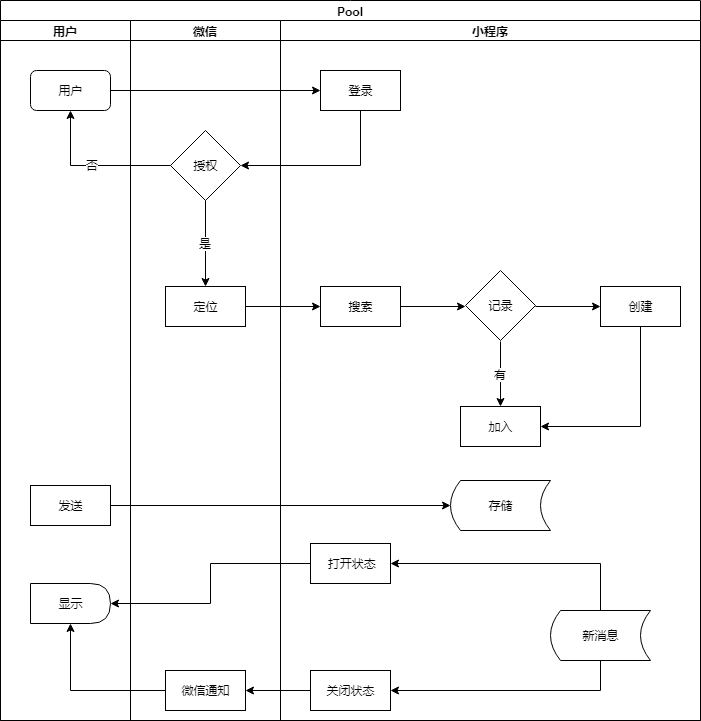 Pool
用户
微信
小程序
用户
登录
否
授权
是
定位
搜索
记录
创建
有
加入
发送
存储
打开状态
显示
新消息
微信通知
关闭状态